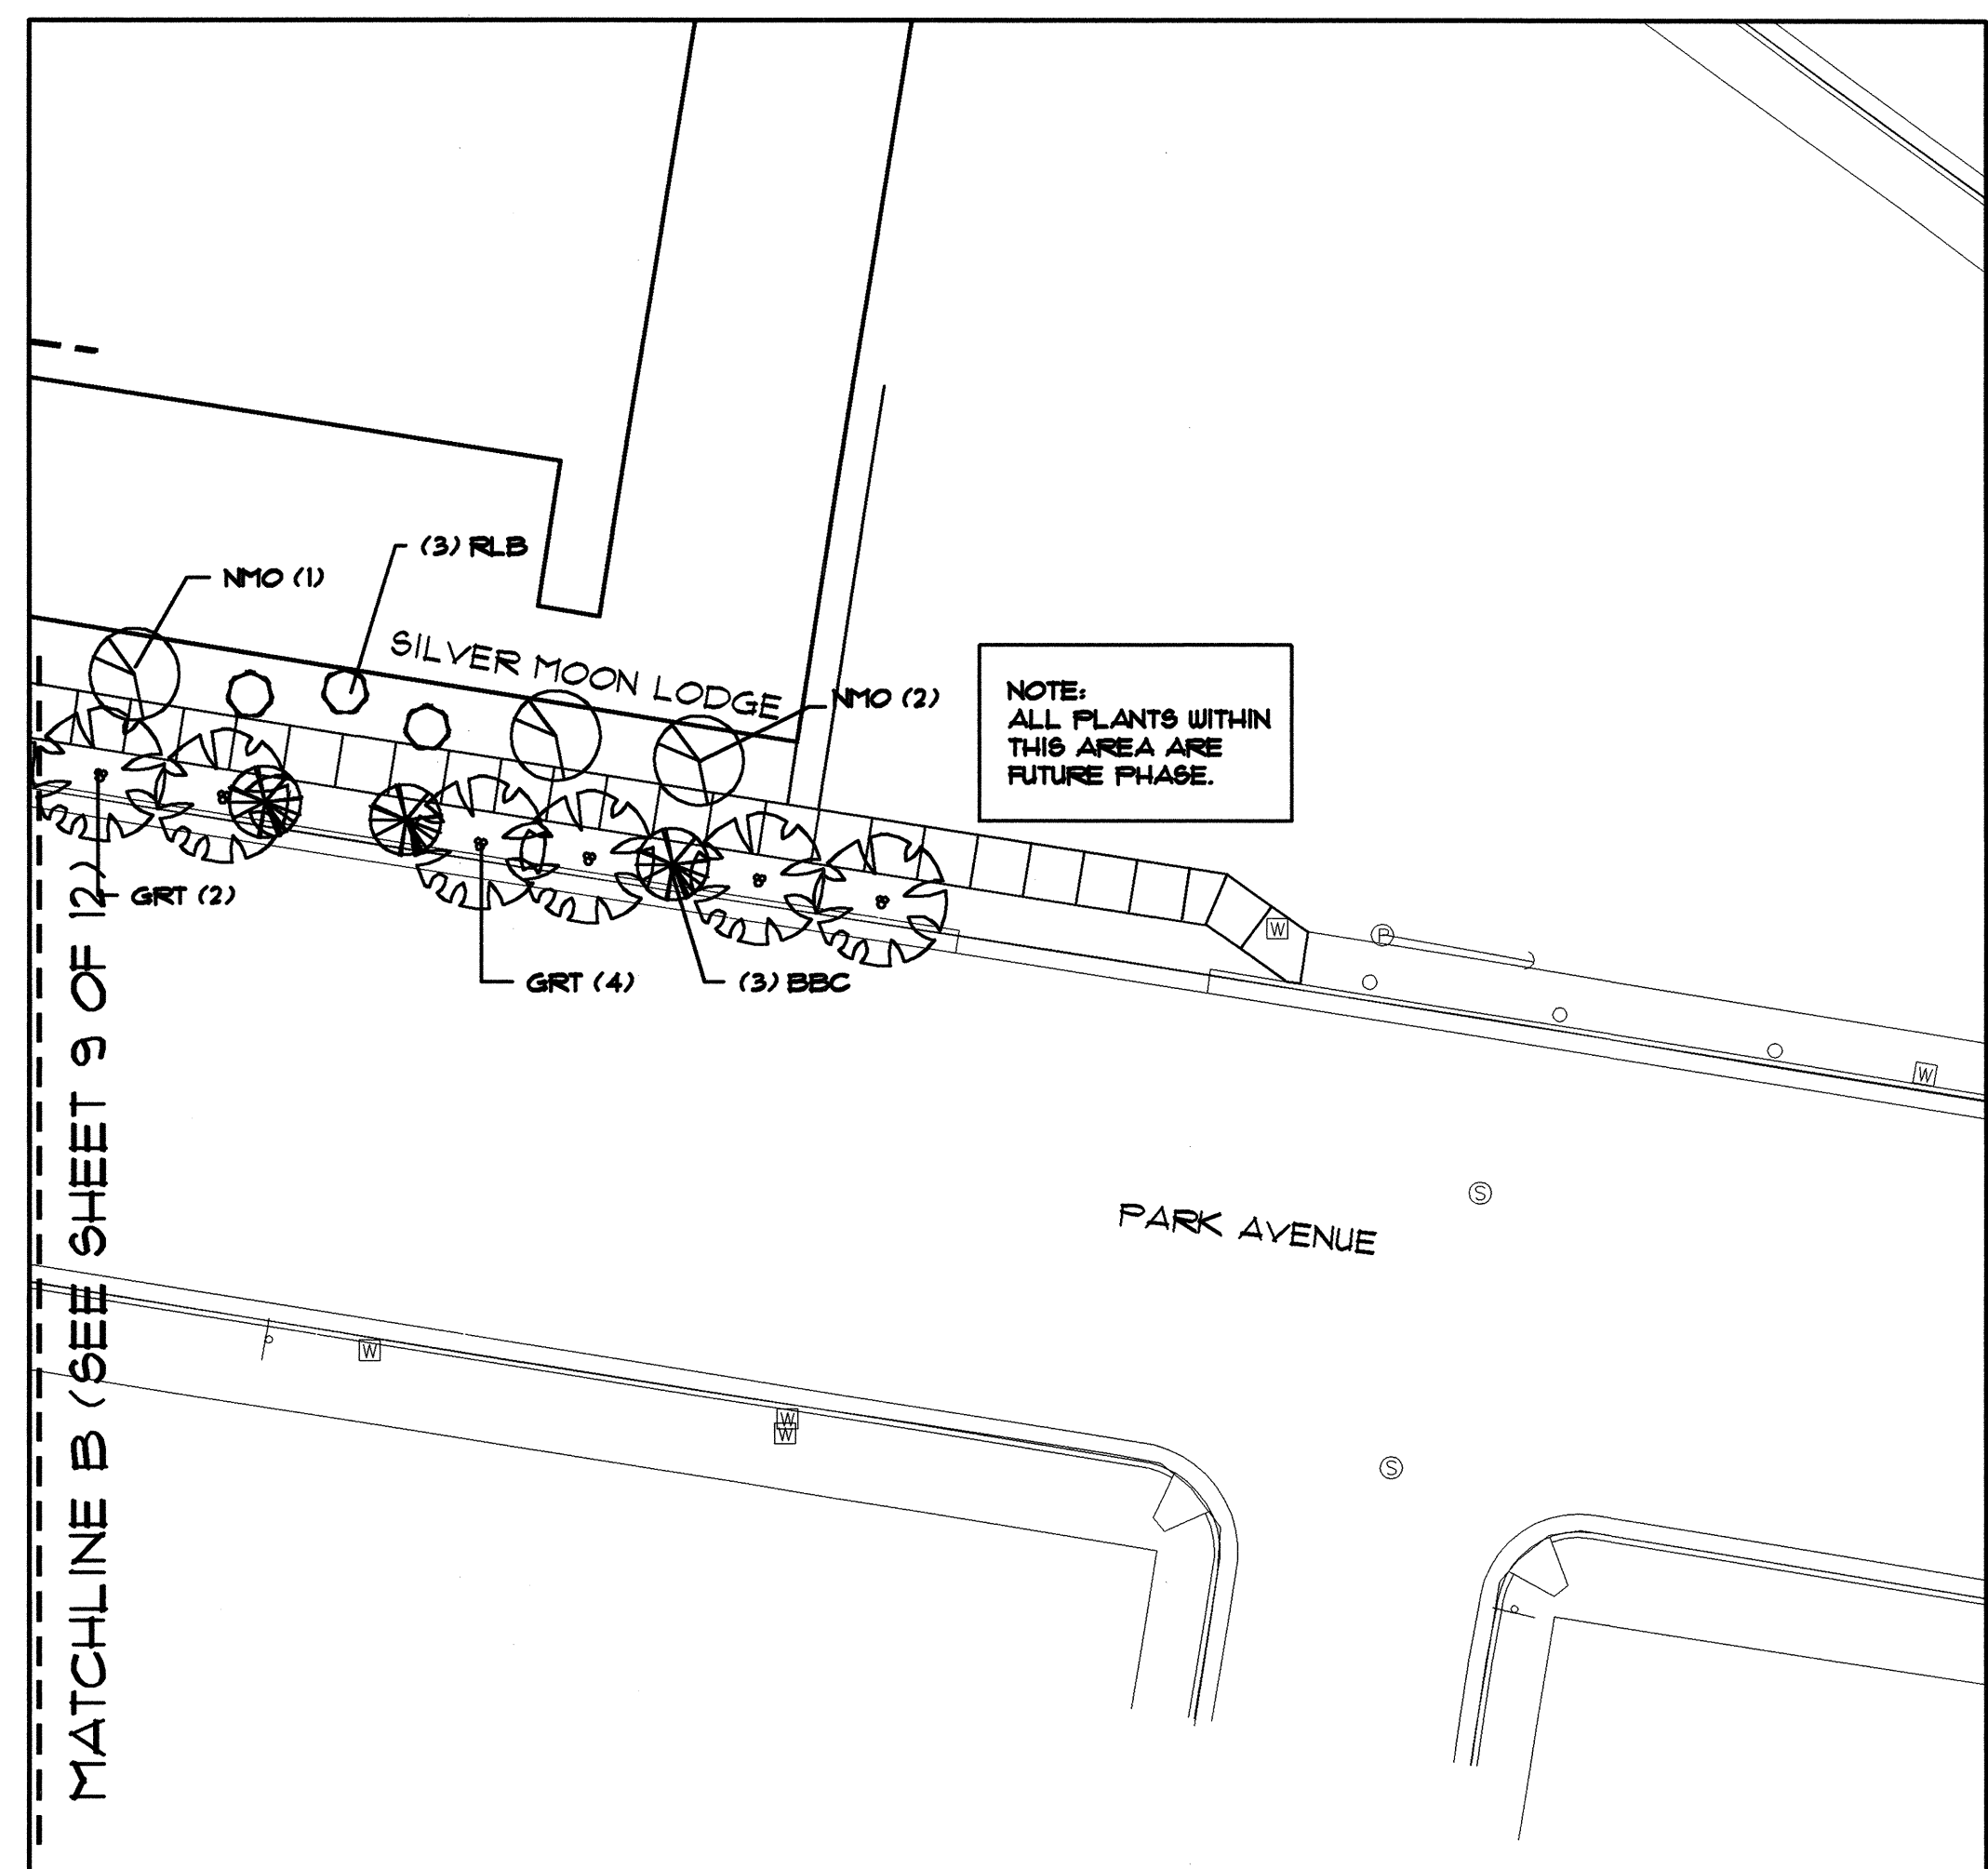 (3) RLB
NMO (1)
SILVER MOON LODGE
NMO (2)
NOTE:
ALL PLANTS WITHIN
THIS AREA ARE
FUTURE PHASE.
GRT (2)
GRT (4)
(3) BBC
W
P
W
S
PARK AVENUE
W
W
W
S
MATCHLINE B (SEE SHEET 9 OF 12)